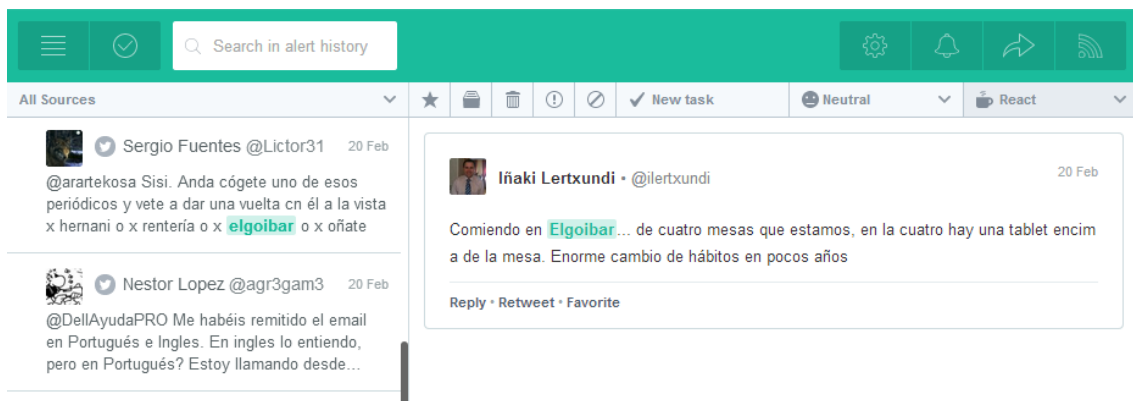 Search in alert history
All Sources
New task
Neutral
React
Sergio Fuentes @Lictor31 20 Feb
@arartekosa Sisi. Anda cógete uno de esos
periódicos y vete a dar una vuelta cn él a la vista
x hernani o x rentería o x elgoibar o x oñate
Nestor Lopez @agr3gam3 20 Feb
@DellAyudaPRO Me habéis remitido el email
en Portugués e Ingles. En ingles lo entiendo,
pero en Portugués? Estoy llamando desde...
Iñaki Lertxundi • @ilertxundi 20 Feb
Comiendo en Elgoibar... de cuatro mesas que estamos, en la cuatro hay una tablet encim
a de la mesa. Enorme cambio de hábitos en pocos años
Reply • Retweet • Favorite